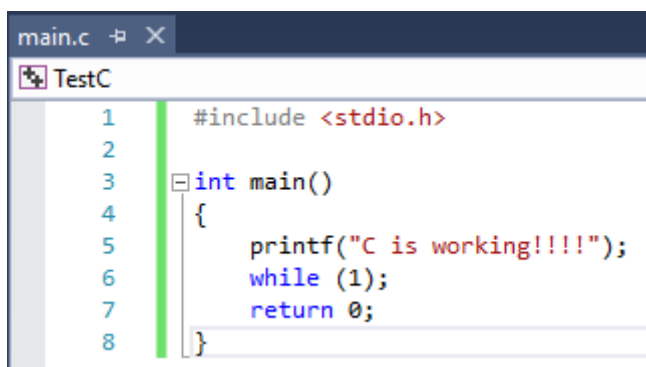 main.c
TestC
1 #include <stdio.h>
2
3 int main()
4 {
5 printf("C is working!!!!");
6 while (1);
7 return 0;
8 }